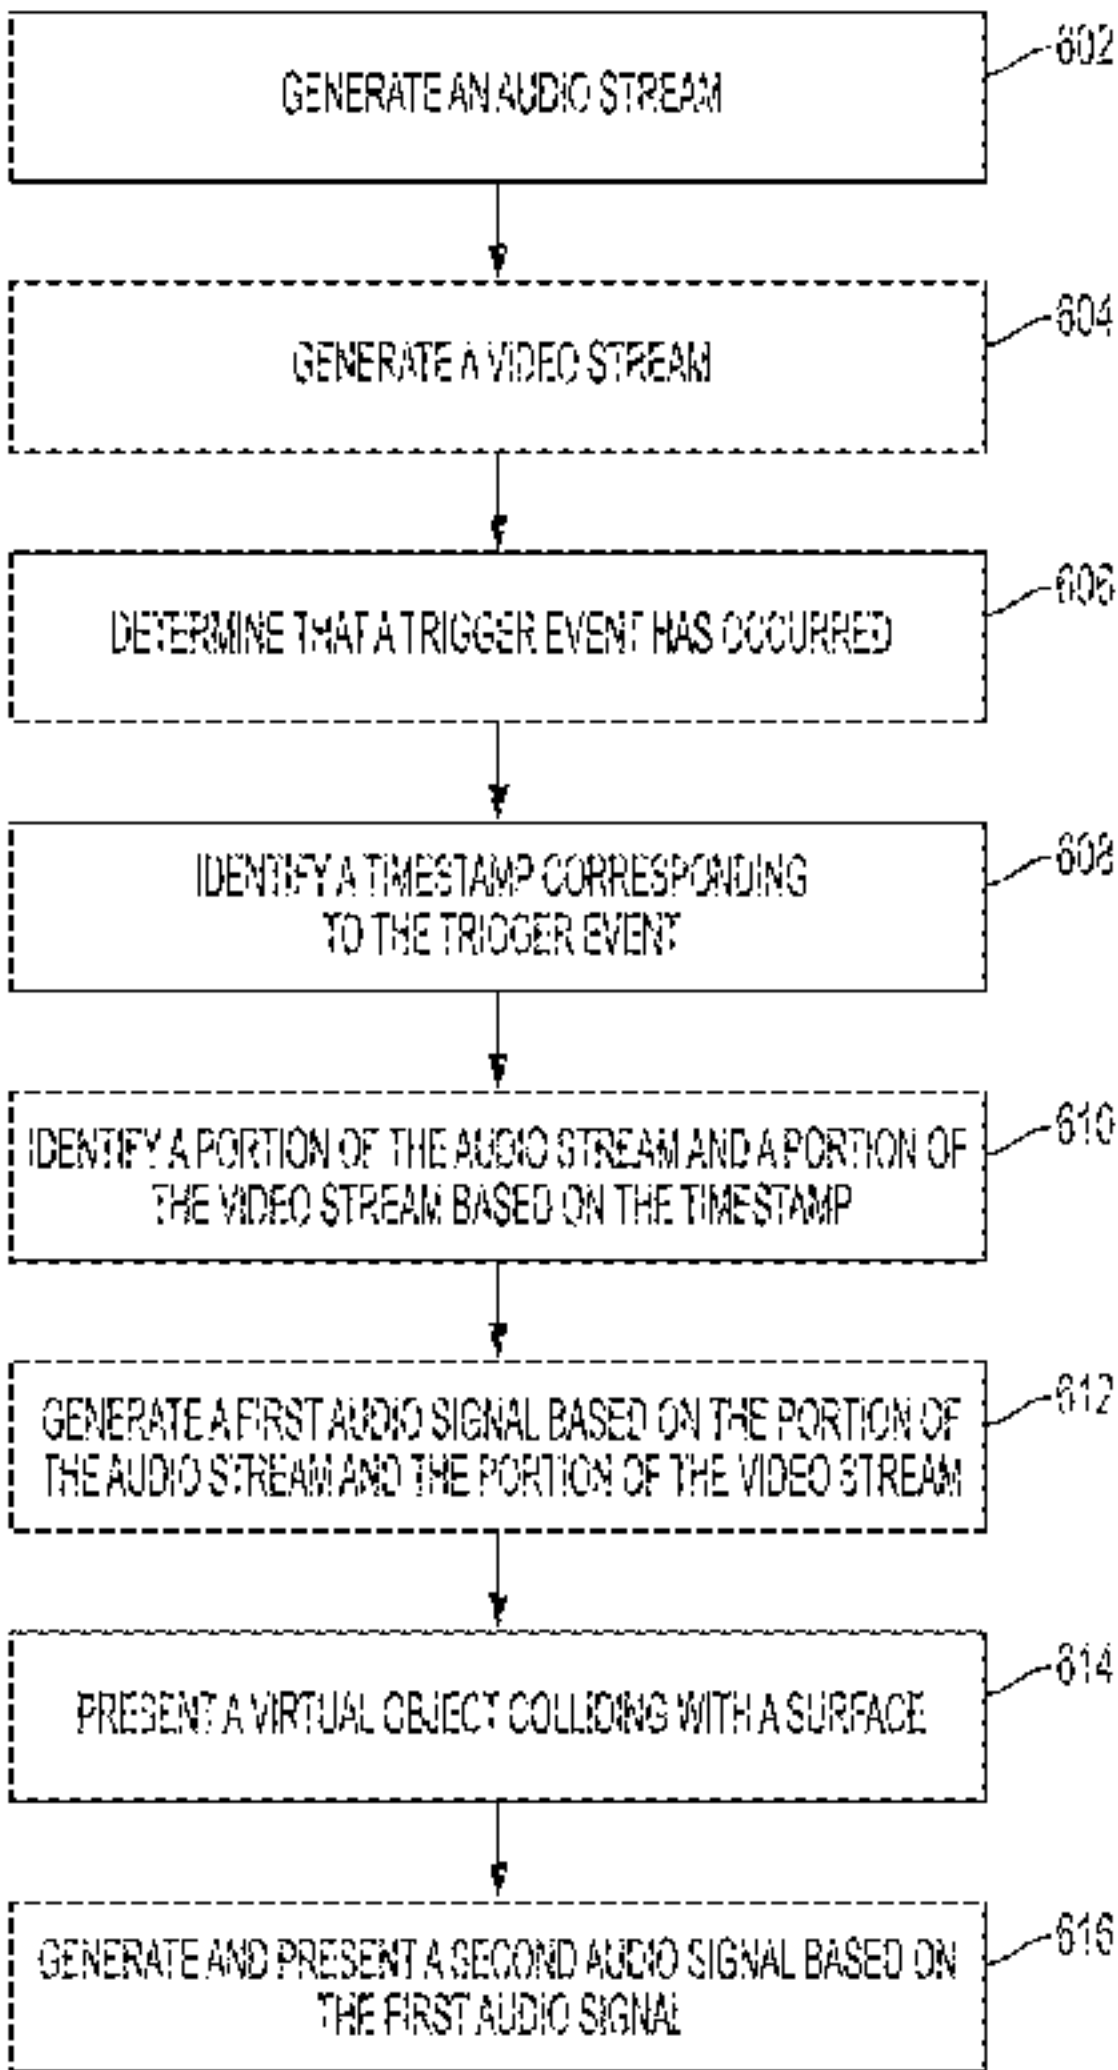 602
GENERATE AN AUDIO STREAM
604
GENERATE A VIDEO STREAM
606
DETERMINE THAT A TRIGGER EVENT HAS OCCURRED
608
IDENTIFY A TIMESTAMP CORRESPONDING
TO THE TRIGGER EVENT
610
IDENTIFY A PORTION OF THE AUDIO STREAM AND A PORTION OF
THE VIDEO STREAM BASED ON THE TIMESTAMP
612
GENERATE A FIRST AUDIO SIGNAL BASED ON THE PORTION OF
THE AUDIO STREAM AND THE PORTION OF THE VIDEO STREAM
614
PRESENT A VIRTUAL OBJECT COLLIDING WITH A SURFACE
616
GENERATE AND PRESENT A SECOND AUDIO SIGNAL BASED ON
THE FIRST AUDIO SIGNAL